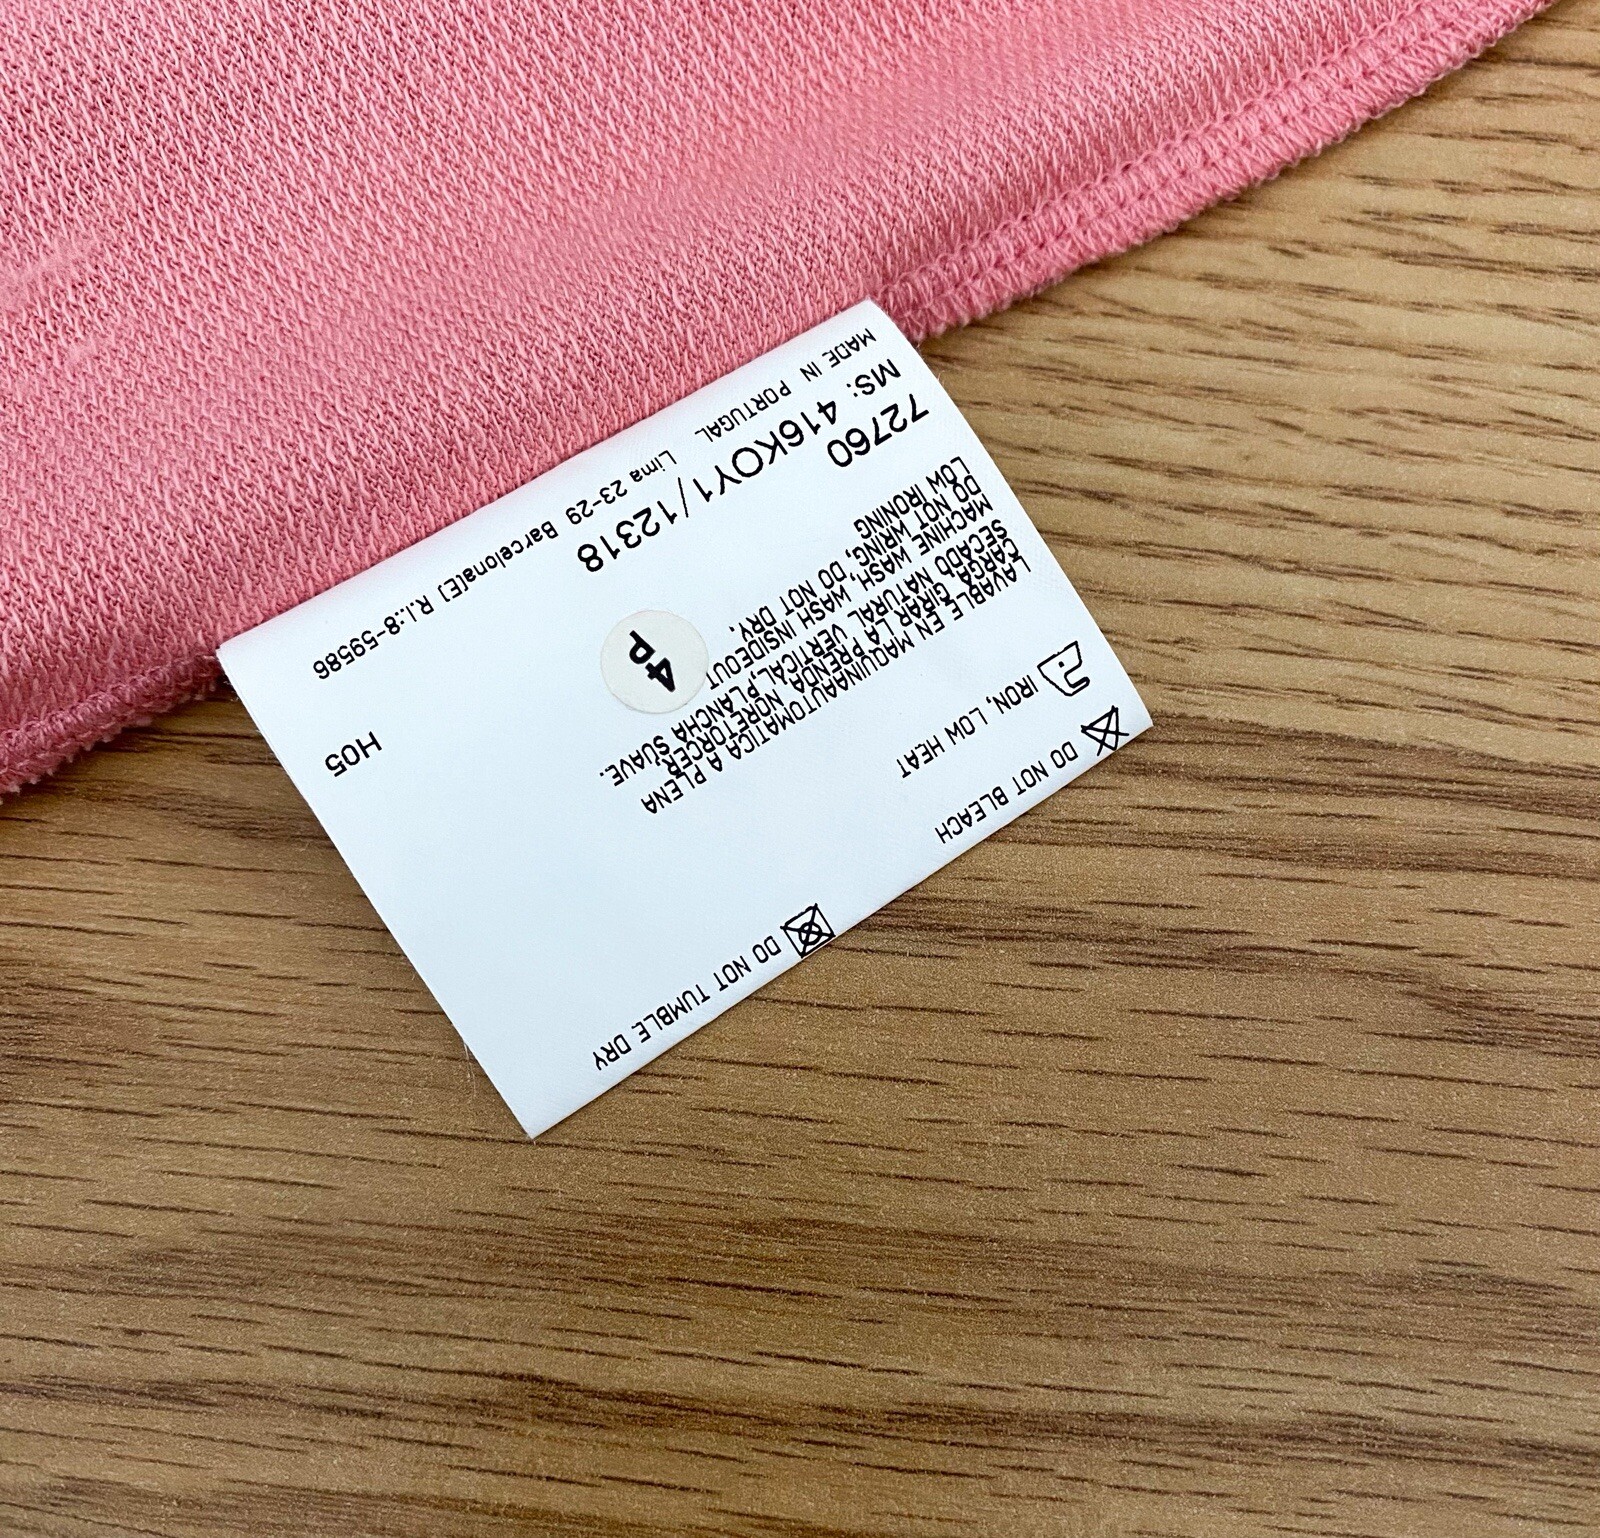 DO NOT BLEACH
DO NOT TUMBLE DRY
IRON, LOW HEAT
LAVABLE EN MAQUINAAUTOMATICA A PLENA
CARGA, GIRAR LA PRENDA, NORETORCER,
SECADO NATURAL VERTICAL, PLANCHA SUAVE..
MACHINE WASH, WASH INSIDEOUT
DO NOT WRING, DO NOT DRY,
LOW IRONING
4
P
72760
H05
MS: 416KOY1/12318
MADE IN PORTUGAL Lima 23-29 Barcelona(E) R.I.:8-59586